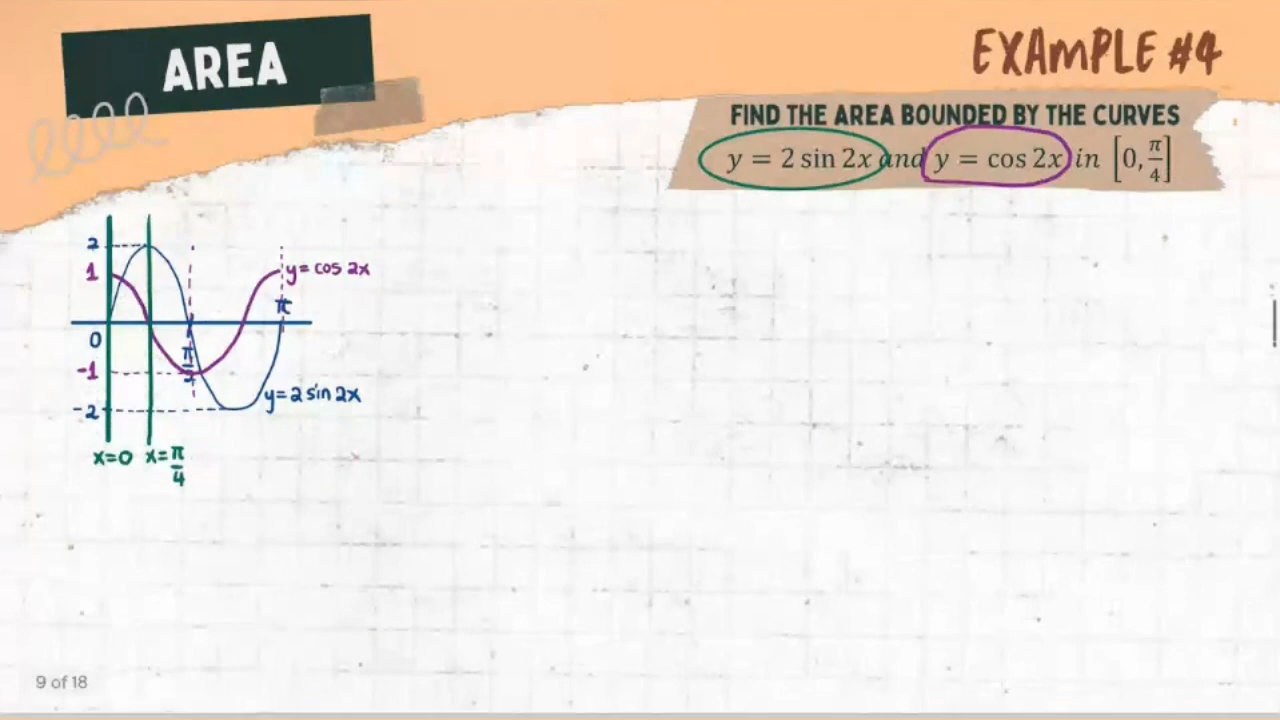 AREA
EXAMPLE #4
FIND THE AREA BOUNDED BY THE CURVES
y = 2 sin 2x and y = cos 2x in [0, π/4]
2
1
y = cos 2x
π
0
π/2
-1
y = 2 sin 2x
-2
x=0 x=π/4
9 of 18